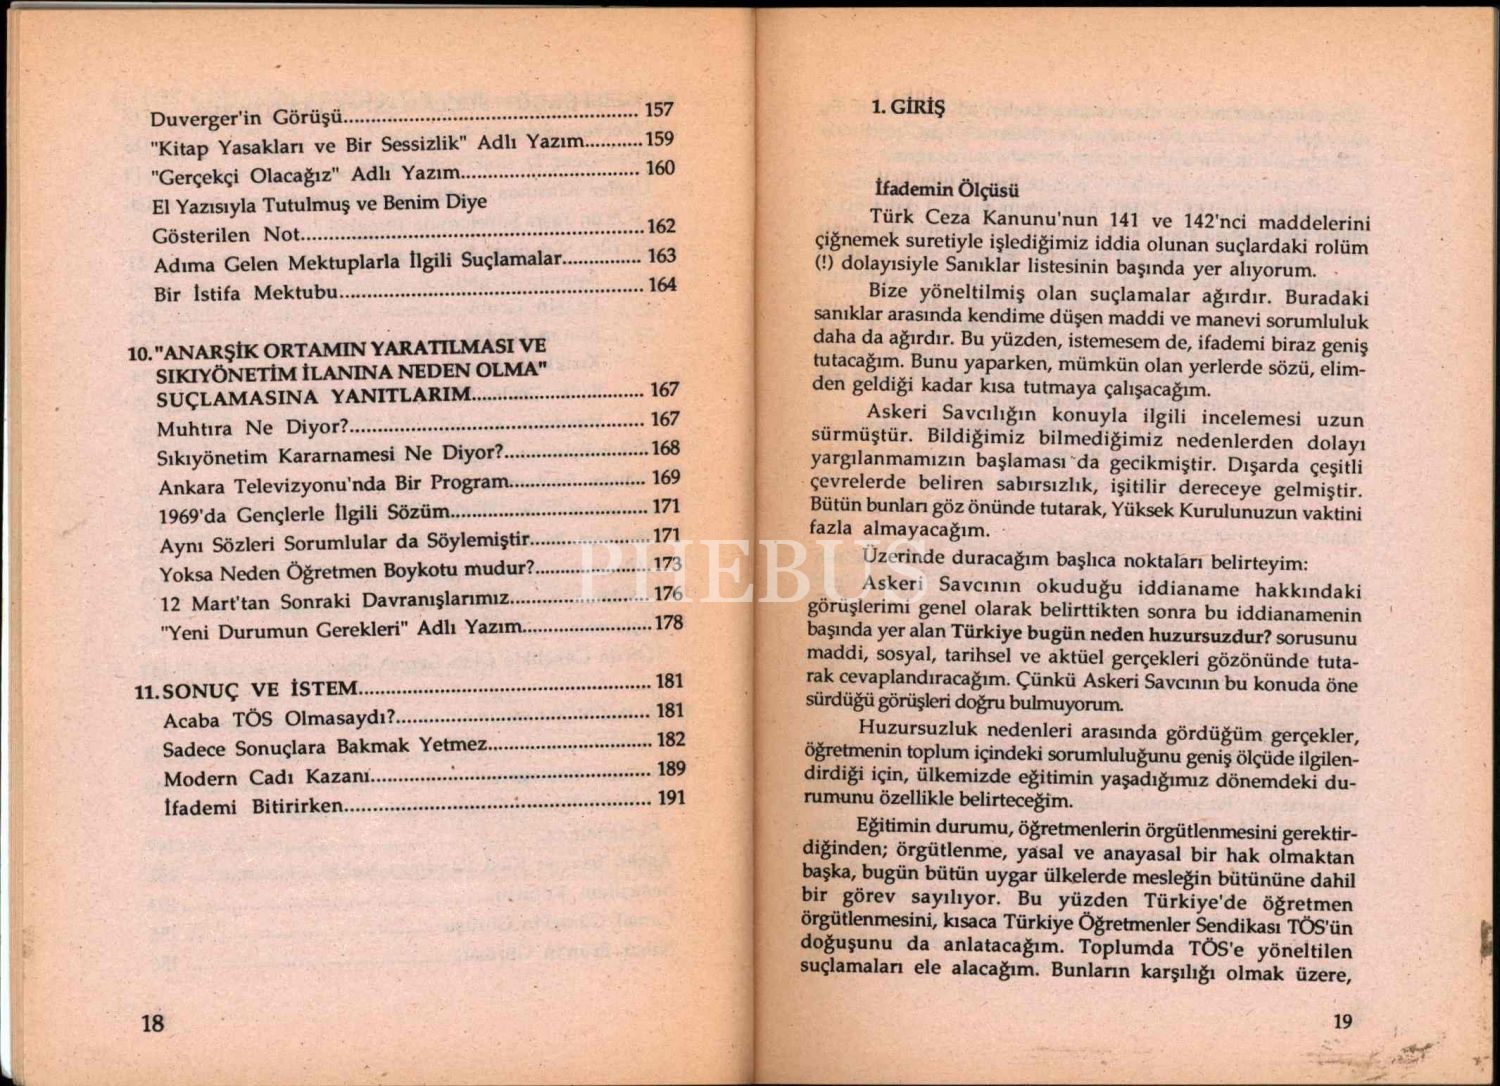 Duverger'in Görüşü................................................ 157
"Kitap Yasakları ve Bir Sessizlik" Adlı Yazım........... 159
"Gerçekçi Olacağız" Adlı Yazım............................... 160
El Yazısıyla Tutulmuş ve Benim Diye
Gösterilen Not......................................................... 162
Adıma Gelen Mektuplarla İlgili Suçlamalar............... 163
Bir İstifa Mektubu.................................................... 164
10. "ANARŞİK ORTAMIN YARATILMASI VE
SIKIYÖNETİM İLANINA NEDEN OLMA"
SUÇLAMASINA YANITLARIM............................... 167
Muhtıra Ne Diyor?................................................... 167
Sıkıyönetim Kararnamesi Ne Diyor?......................... 168
Ankara Televizyonu'nda Bir Program....................... 169
1969'da Gençlerle İlgili Sözüm.................................. 171
Aynı Sözleri Sorumlular da Söylemiştir.................... 171
Yoksa Neden Öğretmen Boykotu mudur?.................... 173
12 Mart'tan Sonraki Davranışlarımız........................ 176
"Yeni Durumun Gerekleri" Adlı Yazım...................... 178
11. SONUÇ VE İSTEM.................................................. 181
Acaba TÖS Olmasaydı?............................................ 181
Sadece Sonuçlara Bakmak Yetmez............................ 182
Modern Cadı Kazanı................................................ 189
İfademi Bitirirken..................................................... 191
18
1. GİRİŞ
İfademin Ölçüsü
Türk Ceza Kanunu'nun 141 ve 142'nci maddelerini
çiğnemek suretiyle işlediğimiz iddia olunan suçlardaki rolüm
(!) dolayısiyle Sanıklar listesinin başında yer alıyorum.
Bize yöneltilmiş olan suçlamalar ağırdır. Buradaki
sanıklar arasında kendime düşen maddi ve manevi sorumluluk
daha da ağırdır. Bu yüzden, istemesem de, ifademi biraz geniş
tutacağım. Bunu yaparken, mümkün olan yerlerde sözü, elim-
den geldiği kadar kısa tutmaya çalışacağım.
Askeri Savcılığın konuyla ilgili incelemesi uzun
sürmüştür. Bildiğimiz bilmediğimiz nedenlerden dolayı
yargılanmamızın başlaması da gecikmiştir. Dışarda çeşitli
çevrelerde beliren sabırsızlık, işitilir dereceye gelmiştir.
Bütün bunları göz önünde tutarak, Yüksek Kurulunuzun vaktini
fazla almayacağım.
Üzerinde duracağım başlıca noktaları belirteyim:
Askeri Savcının okuduğu iddianame hakkındaki
görüşlerimi genel olarak belirttikten sonra bu iddianamenin
başında yer alan Türkiye bugün neden huzursuzdur? sorusunu
maddi, sosyal, tarihsel ve aktüel gerçekleri gözönünde tuta-
rak cevaplandıracağım. Çünkü Askeri Savcının bu konuda öne
sürdüğü görüşleri doğru bulmuyorum.
Huzursuzluk nedenleri arasında gördüğüm gerçekler,
öğretmenin toplum içindeki sorumluluğunu geniş ölçüde ilgilen-
dirdiği için, ülkemizde eğitimin yaşadığımız dönemdeki du-
rumunu özellikle belirteceğim.
Eğitimin durumu, öğretmenlerin örgütlenmesini gerektir-
diğinden; örgütlenme, yasal ve anayasal bir hak olmaktan
başka, bugün bütün uygar ülkelerde mesleğin bütününe dahil
bir görev sayılıyor. Bu yüzden Türkiye'de öğretmen
örgütlenmesini, kısaca Türkiye Öğretmenler Sendikası TÖS'ün
doğuşunu da anlatacağım. Toplumda TÖS'e yöneltilen
suçlamaları ele alacağım. Bunların karşılığı olmak üzere,
19
PHEBUS